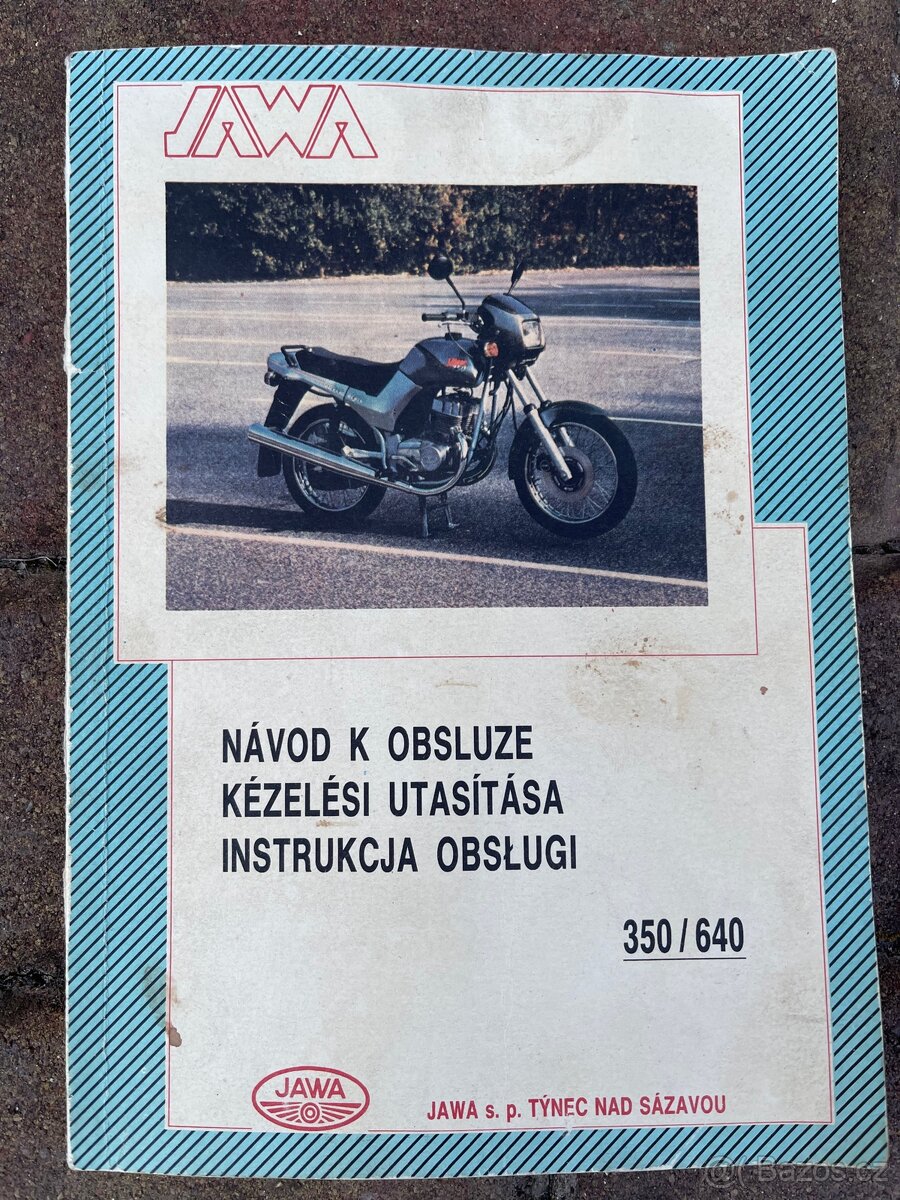 JAWA
NÁVOD K OBSLUZE
KÉZELÉSI UTASÍTÁSA
INSTRUKCJA OBSŁUGI
350 / 640
JAWA
JAWA s. p. TÝNEC NAD SÁZAVOU
Bazos.cz